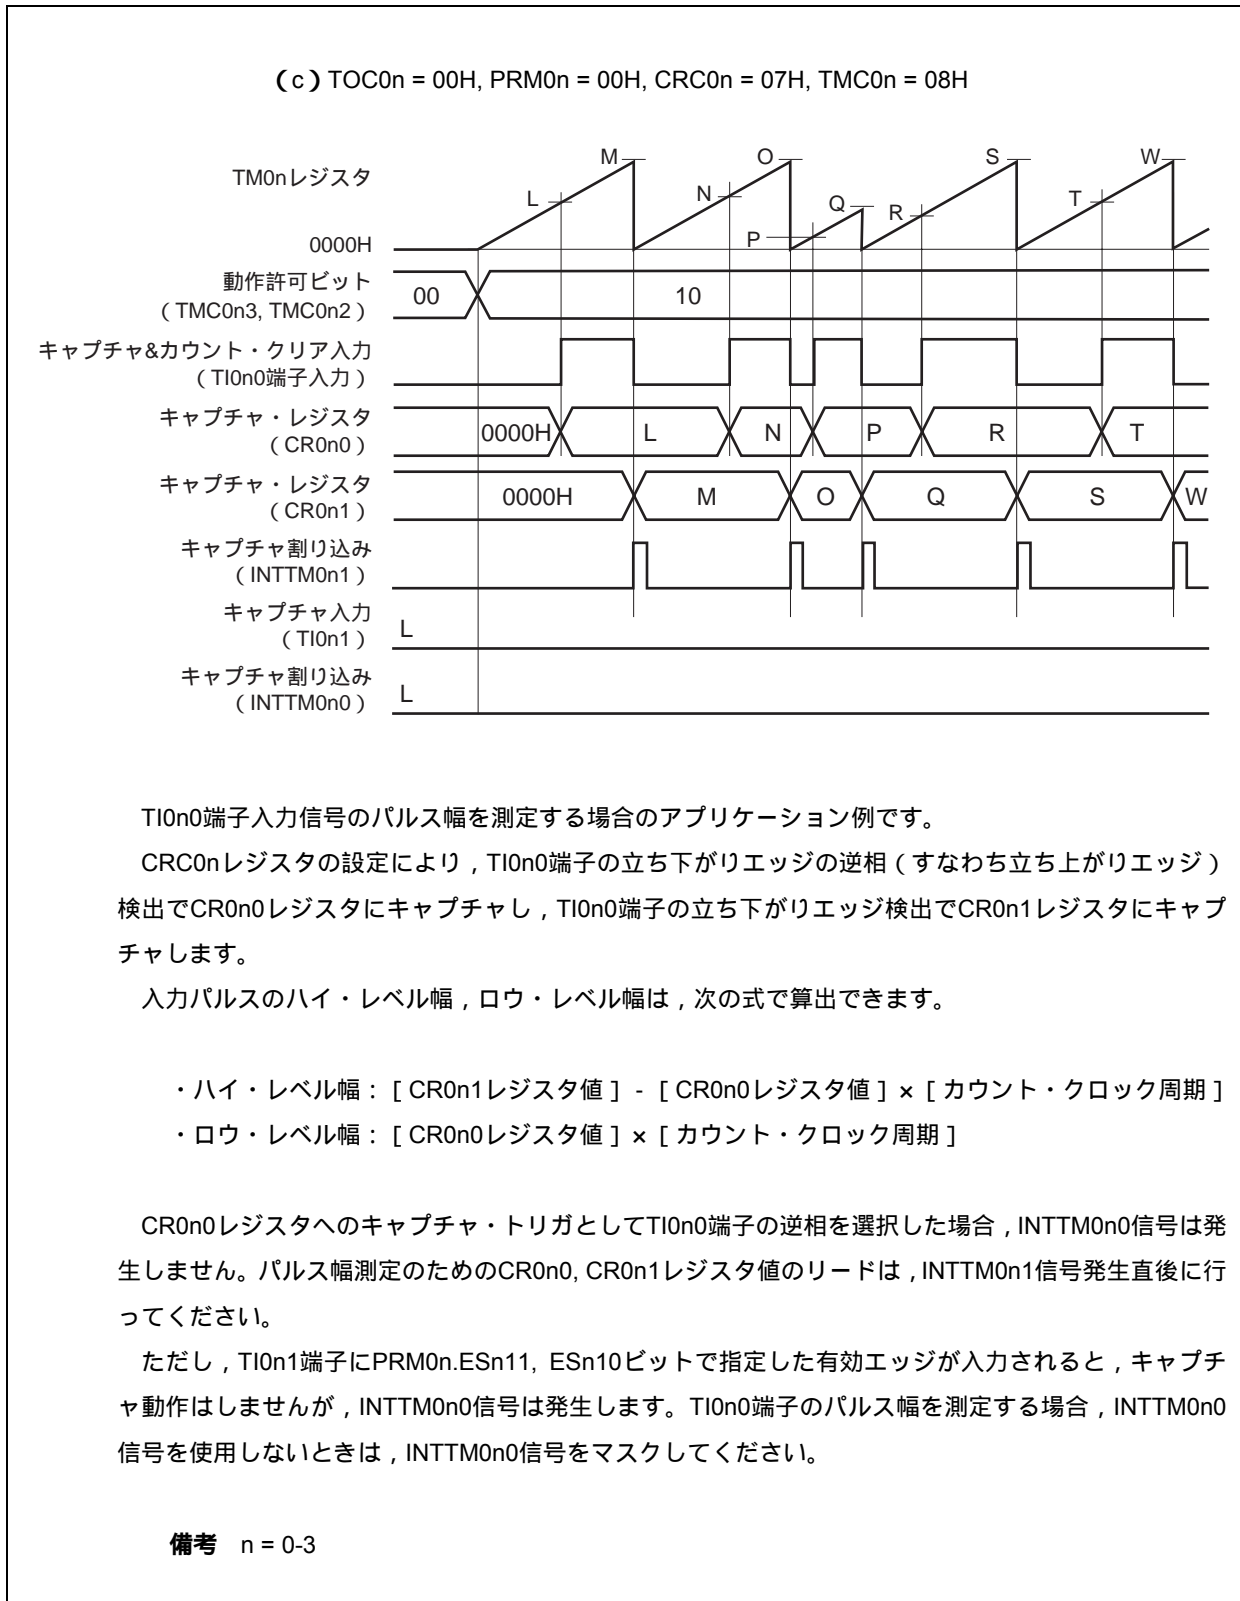 （c）TOC0n = 00H, PRM0n = 00H, CRC0n = 07H, TMC0n = 08H
TM0nレジスタ
L
M
N
O
P
Q
R
S
T
W
0000H
動作許可ビット
（TMC0n3, TMC0n2）
00
10
キャプチャ&カウント・クリア入力
（TI0n0端子入力）
キャプチャ・レジスタ
（CR0n0）
0000H
L
N
P
R
T
キャプチャ・レジスタ
（CR0n1）
0000H
M
O
Q
S
W
キャプチャ割り込み
（INTTM0n1）
キャプチャ入力
（TI0n1）
L
キャプチャ割り込み
（INTTM0n0）
L
TI0n0端子入力信号のパルス幅を測定する場合のアプリケーション例です。
CRC0nレジスタの設定により，TI0n0端子の立ち下がりエッジの逆相（すなわち立ち上がりエッジ）
検出でCR0n0レジスタにキャプチャし，TI0n0端子の立ち下がりエッジ検出でCR0n1レジスタにキャプ
チャします。
入力パルスのハイ・レベル幅，ロウ・レベル幅は，次の式で算出できます。
・ハイ・レベル幅：［CR0n1レジスタ値］-［CR0n0レジスタ値］×［カウント・クロック周期］
・ロウ・レベル幅：［CR0n0レジスタ値］×［カウント・クロック周期］
CR0n0レジスタへのキャプチャ・トリガとしてTI0n0端子の逆相を選択した場合，INTTM0n0信号は発
生しません。パルス幅測定のためのCR0n0, CR0n1レジスタ値のリードは，INTTM0n1信号発生直後に行
ってください。
ただし，TI0n1端子にPRM0n.ESn11, ESn10ビットで指定した有効エッジが入力されると，キャプチ
ャ動作はしませんが，INTTM0n0信号は発生します。TI0n0端子のパルス幅を測定する場合，INTTM0n0
信号を使用しないときは，INTTM0n0信号をマスクしてください。
備考　n = 0-3